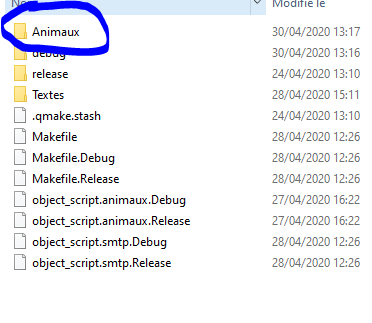 Modifié le
Animaux 30/04/2020 13:17
debug 30/04/2020 13:16
release 24/04/2020 13:10
Textes 28/04/2020 15:11
.qmake.stash 24/04/2020 13:10
Makefile 28/04/2020 12:26
Makefile.Debug 28/04/2020 12:26
Makefile.Release 28/04/2020 12:26
object_script.animaux.Debug 27/04/2020 16:22
object_script.animaux.Release 27/04/2020 16:22
object_script.smtp.Debug 28/04/2020 12:26
object_script.smtp.Release 28/04/2020 12:26